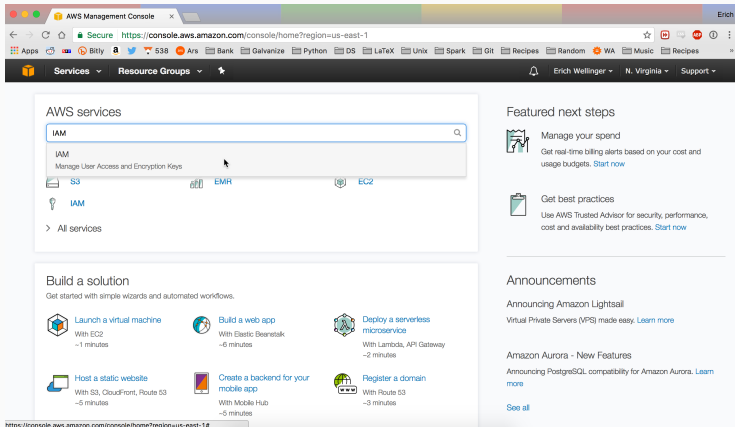 AWS Management Console
Erich
Secure https://console.aws.amazon.com/console/home?region=us-east-1
Apps Bitly 538 Ars Bank Galvanize Python DS LaTeX Unix Spark Git Recipes Random WA Music Recipes »
Services Resource Groups Erich Wellinger N. Virginia Support
AWS services
IAM
IAM
Manage User Access and Encryption Keys
S3 EMR EC2
IAM
All services
Featured next steps
Manage your spend
Get real-time billing alerts based on your cost and
usage budgets. Start now
Get best practices
Use AWS Trusted Advisor for security, performance,
cost and availability best practices. Start now
Build a solution
Get started with simple wizards and automated workflows.
Launch a virtual machine
With EC2
~1 minutes
Build a web app
With Elastic Beanstalk
~6 minutes
Deploy a serverless
microservice
With Lambda, API Gateway
~2 minutes
Host a static website
With S3, CloudFront, Route 53
~5 minutes
Create a backend for your
mobile app
With Mobile Hub
~5 minutes
Register a domain
With Route 53
~3 minutes
Announcements
Announcing Amazon Lightsail
Virtual Private Servers (VPS) made easy. Learn more
Amazon Aurora - New Features
Announcing PostgreSQL compatibility for Amazon Aurora. Learn
more
See all
https://console.aws.amazon.com/console/home?region=us-east-1#